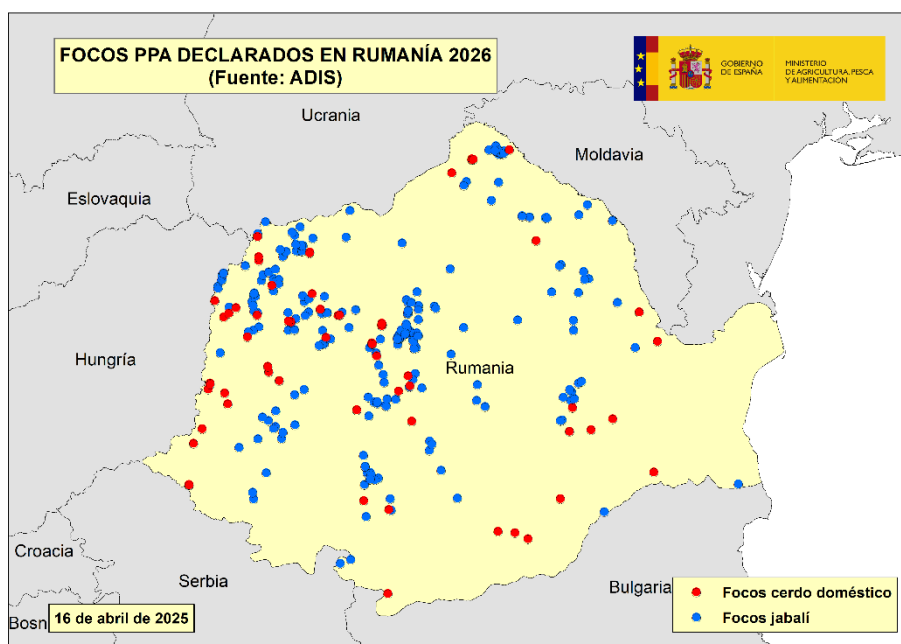 FOCOS PPA DECLARADOS EN RUMANÍA 2026
(Fuente: ADIS)
GOBIERNO
DE ESPAÑA
MINISTERIO
DE AGRICULTURA, PESCA
Y ALIMENTACIÓN
Ucrania
Moldavia
Eslovaquia
Hungría
Rumania
Croacia
Serbia
Bulgaria
Bosn
16 de abril de 2025
Focos cerdo doméstico
Focos jabalí